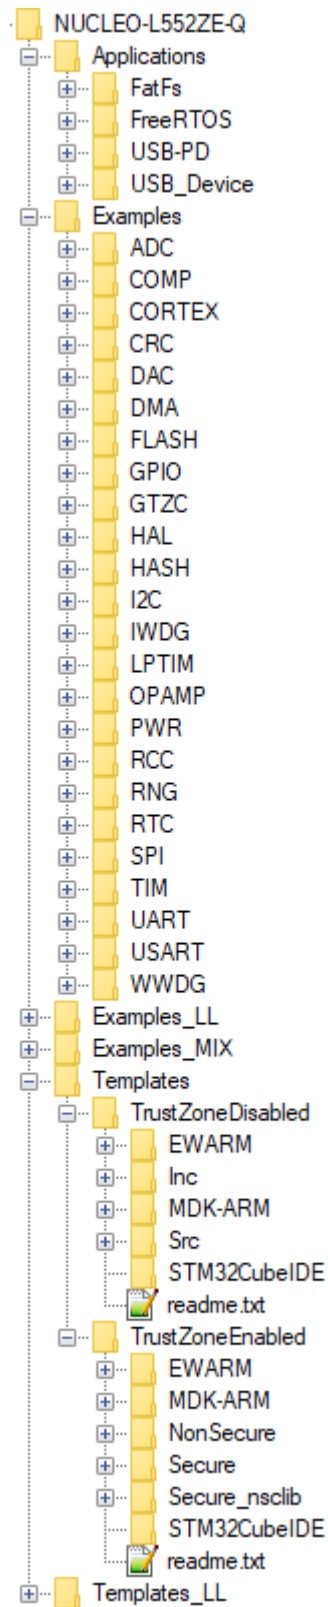 NUCLEO-L552ZE-Q
Applications
FatFs
FreeRTOS
USB-PD
USB_Device
Examples
ADC
COMP
CORTEX
CRC
DAC
DMA
FLASH
GPIO
GTZC
HAL
HASH
I2C
IWDG
LPTIM
OPAMP
PWR
RCC
RNG
RTC
SPI
TIM
UART
USART
WWDG
Examples_LL
Examples_MIX
Templates
TrustZoneDisabled
EWARM
Inc
MDK-ARM
Src
STM32CubeIDE
readme.txt
TrustZoneEnabled
EWARM
MDK-ARM
NonSecure
Secure
Secure_nsclib
STM32CubeIDE
readme.txt
Templates_LL